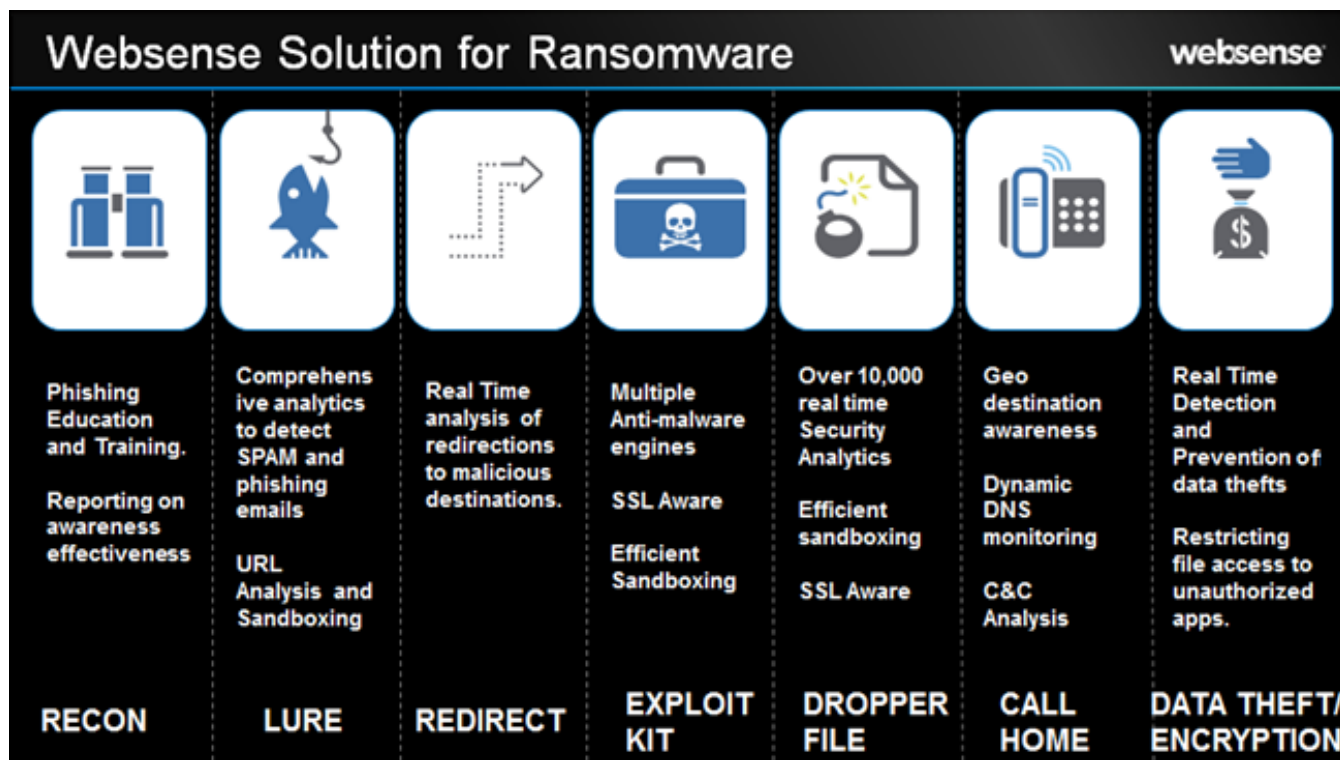 Websense Solution for Ransomware
websense
$
Phishing
Education
and Training.
Reporting on
awareness
effectiveness
Comprehens
ive analytics
to detect
SPAM and
phishing
emails
URL
Analysis and
Sandboxing
Real Time
analysis of
redirections
to malicious
destinations.
Multiple
Anti-malware
engines
SSL Aware
Efficient
Sandboxing
Over 10,000
real time
Security
Analytics
Efficient
sandboxing
SSL Aware
Geo
destination
awareness
Dynamic
DNS
monitoring
C&C
Analysis
Real Time
Detection
and
Prevention of
data thefts
Restricting
file access to
unauthorized
apps.
RECON
LURE
REDIRECT
EXPLOIT
KIT
DROPPER
FILE
CALL
HOME
DATA THEFT/
ENCRYPTION